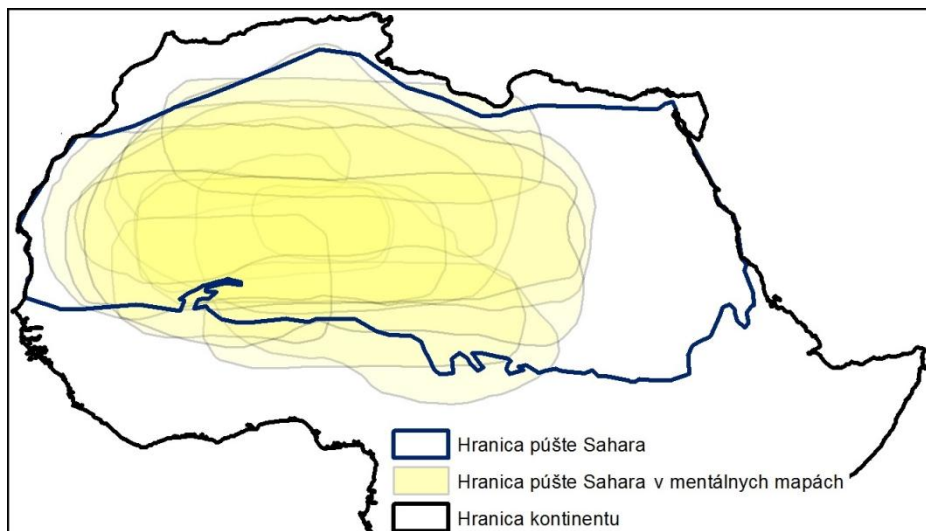 Hranica púšte Sahara
Hranica púšte Sahara v mentálnych mapách
Hranica kontinentu